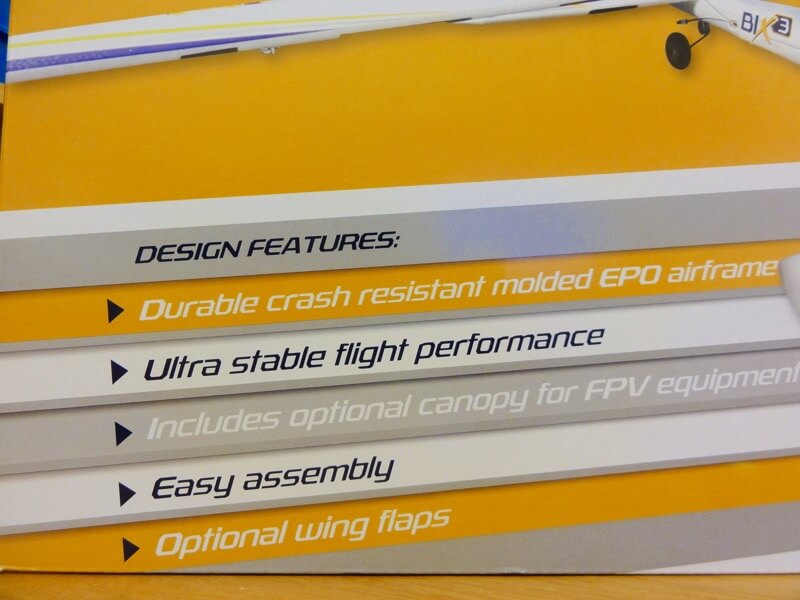 BIX3
DESIGN FEATURES:
Durable crash resistant molded EPO airframe
Ultra stable flight performance
Includes optional canopy for FPV equipment
Easy assembly
Optional wing flaps